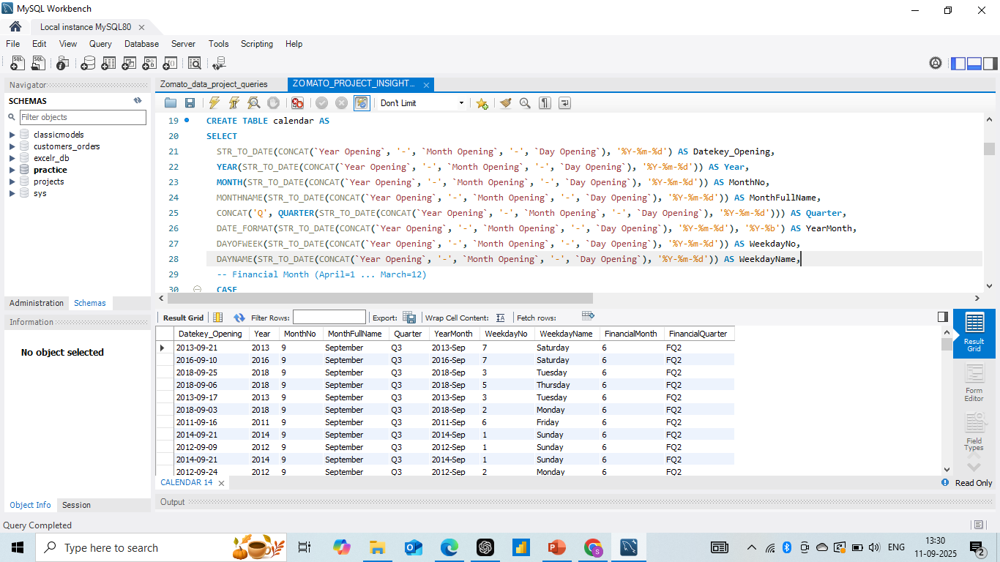 MySQL Workbench
Local instance MySQL80
File Edit View Query Database Server Tools Scripting Help
Navigator
SCHEMAS
Filter objects
classicmodels
customers_orders
excelr_db
practice
projects
sys
Administration Schemas
Information
No object selected
Object Info Session
Zomato_data_project_queries ZOMATO_PROJECT_INSIGHT...
Don't Limit
19 CREATE TABLE calendar AS
20 SELECT
21 STR_TO_DATE(CONCAT(`Year Opening`, '-', `Month Opening`, '-', `Day Opening`), '%Y-%m-%d') AS Datekey_Opening,
22 YEAR(STR_TO_DATE(CONCAT(`Year Opening`, '-', `Month Opening`, '-', `Day Opening`), '%Y-%m-%d')) AS Year,
23 MONTH(STR_TO_DATE(CONCAT(`Year Opening`, '-', `Month Opening`, '-', `Day Opening`), '%Y-%m-%d')) AS MonthNo,
24 MONTHNAME(STR_TO_DATE(CONCAT(`Year Opening`, '-', `Month Opening`, '-', `Day Opening`), '%Y-%m-%d')) AS MonthFullName,
25 CONCAT('Q', QUARTER(STR_TO_DATE(CONCAT(`Year Opening`, '-', `Month Opening`, '-', `Day Opening`), '%Y-%m-%d'))) AS Quarter,
26 DATE_FORMAT(STR_TO_DATE(CONCAT(`Year Opening`, '-', `Month Opening`, '-', `Day Opening`), '%Y-%m-%d'), '%Y-%b') AS YearMonth,
27 DAYOFWEEK(STR_TO_DATE(CONCAT(`Year Opening`, '-', `Month Opening`, '-', `Day Opening`), '%Y-%m-%d')) AS WeekdayNo,
28 DAYNAME(STR_TO_DATE(CONCAT(`Year Opening`, '-', `Month Opening`, '-', `Day Opening`), '%Y-%m-%d')) AS WeekdayName,
29 -- Financial Month (April=1 ... March=12)
30 CASE
Result Grid Filter Rows: Export: Wrap Cell Content: Fetch rows:
Datekey_Opening Year MonthNo MonthFullName Quarter YearMonth WeekdayNo WeekdayName FinancialMonth FinancialQuarter
2013-09-21 2013 9 September Q3 2013-Sep 7 Saturday 6 FQ2
2016-09-10 2016 9 September Q3 2016-Sep 7 Saturday 6 FQ2
2018-09-25 2018 9 September Q3 2018-Sep 3 Tuesday 6 FQ2
2018-09-06 2018 9 September Q3 2018-Sep 5 Thursday 6 FQ2
2013-09-17 2013 9 September Q3 2013-Sep 3 Tuesday 6 FQ2
2018-09-03 2018 9 September Q3 2018-Sep 2 Monday 6 FQ2
2011-09-16 2011 9 September Q3 2011-Sep 6 Friday 6 FQ2
2014-09-21 2014 9 September Q3 2014-Sep 1 Sunday 6 FQ2
2012-09-09 2012 9 September Q3 2012-Sep 1 Sunday 6 FQ2
2014-09-21 2014 9 September Q3 2014-Sep 1 Sunday 6 FQ2
2012-09-24 2012 9 September Q3 2012-Sep 2 Monday 6 FQ2
Result
Grid
Form
Editor
Field
Types
CALENDAR 14
Read Only
Output
Query Completed
Type here to search
ENG
13:30
11-09-2025
2